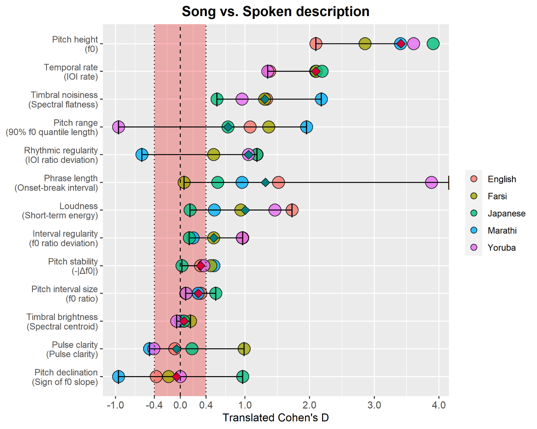 Song vs. Spoken description
Pitch height
(f0)
Temporal rate
(IOI rate)
Timbral noisiness
(Spectral flatness)
Pitch range
(90% f0 quantile length)
Rhythmic regularity
(IOI ratio deviation)
Phrase length
(Onset-break interval)
Loudness
(Short-term energy)
Interval regularity
(f0 ratio deviation)
Pitch stability
(-|Δf0|)
Pitch interval size
(f0 ratio)
Timbral brightness
(Spectral centroid)
Pulse clarity
(Pulse clarity)
Pitch declination
(Sign of f0 slope)
English
Farsi
Japanese
Marathi
Yoruba
-1.0 -0.4 0.0 0.4 1.0 2.0 3.0 4.0
Translated Cohen's D